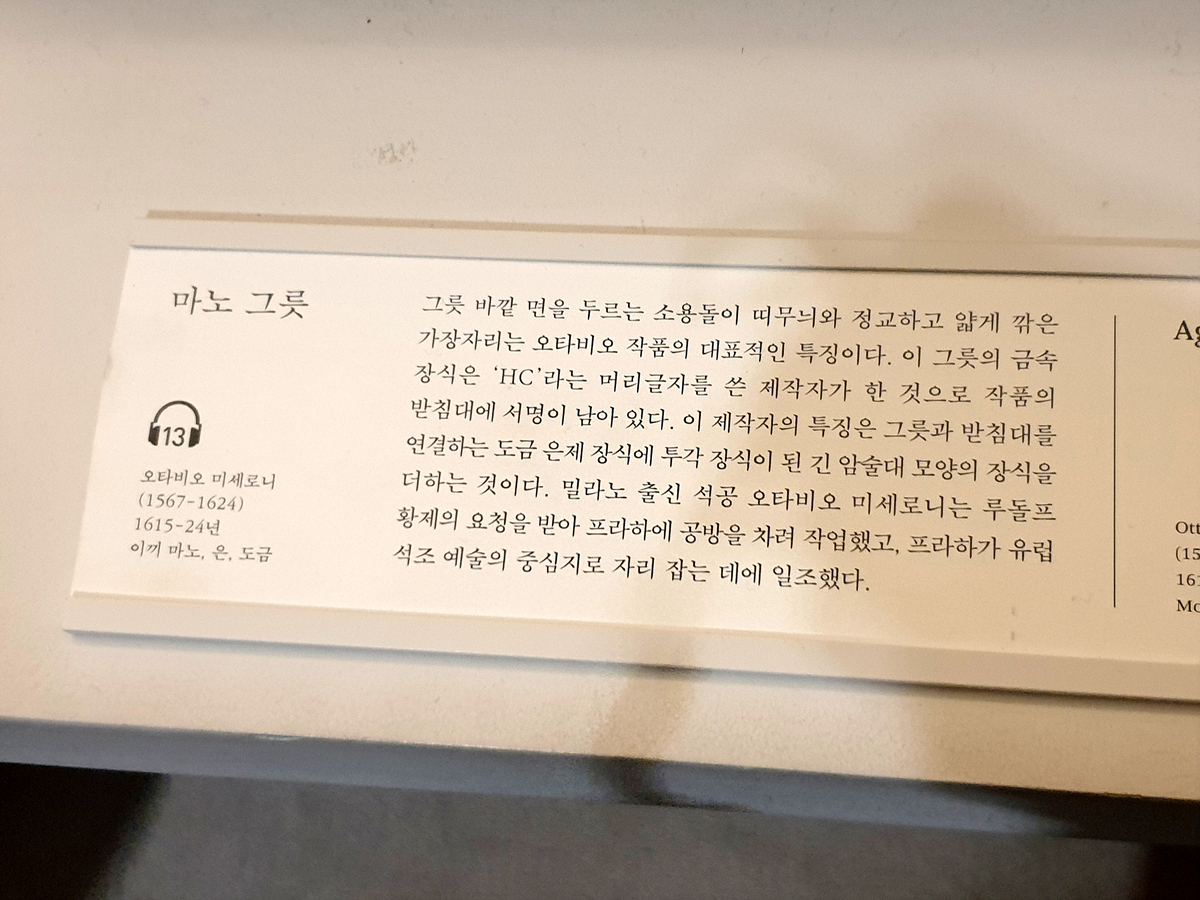 마노 그릇
13
오타비오 미세로니
(1567-1624)
1615-24년
이끼 마노, 은, 도금
그릇 바깥 면을 두르는 소용돌이 띠무늬와 정교하고 얇게 깎은
가장자리는 오타비오 작품의 대표적인 특징이다. 이 그릇의 금속
장식은 ‘HC’라는 머리글자를 쓴 제작자가 한 것으로 작품의
받침대에 서명이 남아 있다. 이 제작자의 특징은 그릇과 받침대를
연결하는 도금 은제 장식에 투각 장식이 된 긴 암술대 모양의 장식을
더하는 것이다. 밀라노 출신 석공 오타비오 미세로니는 루돌프
황제의 요청을 받아 프라하에 공방을 차려 작업했고, 프라하가 유럽
석조 예술의 중심지로 자리 잡는 데에 일조했다.
Ag
Ott
(15
161
Mo